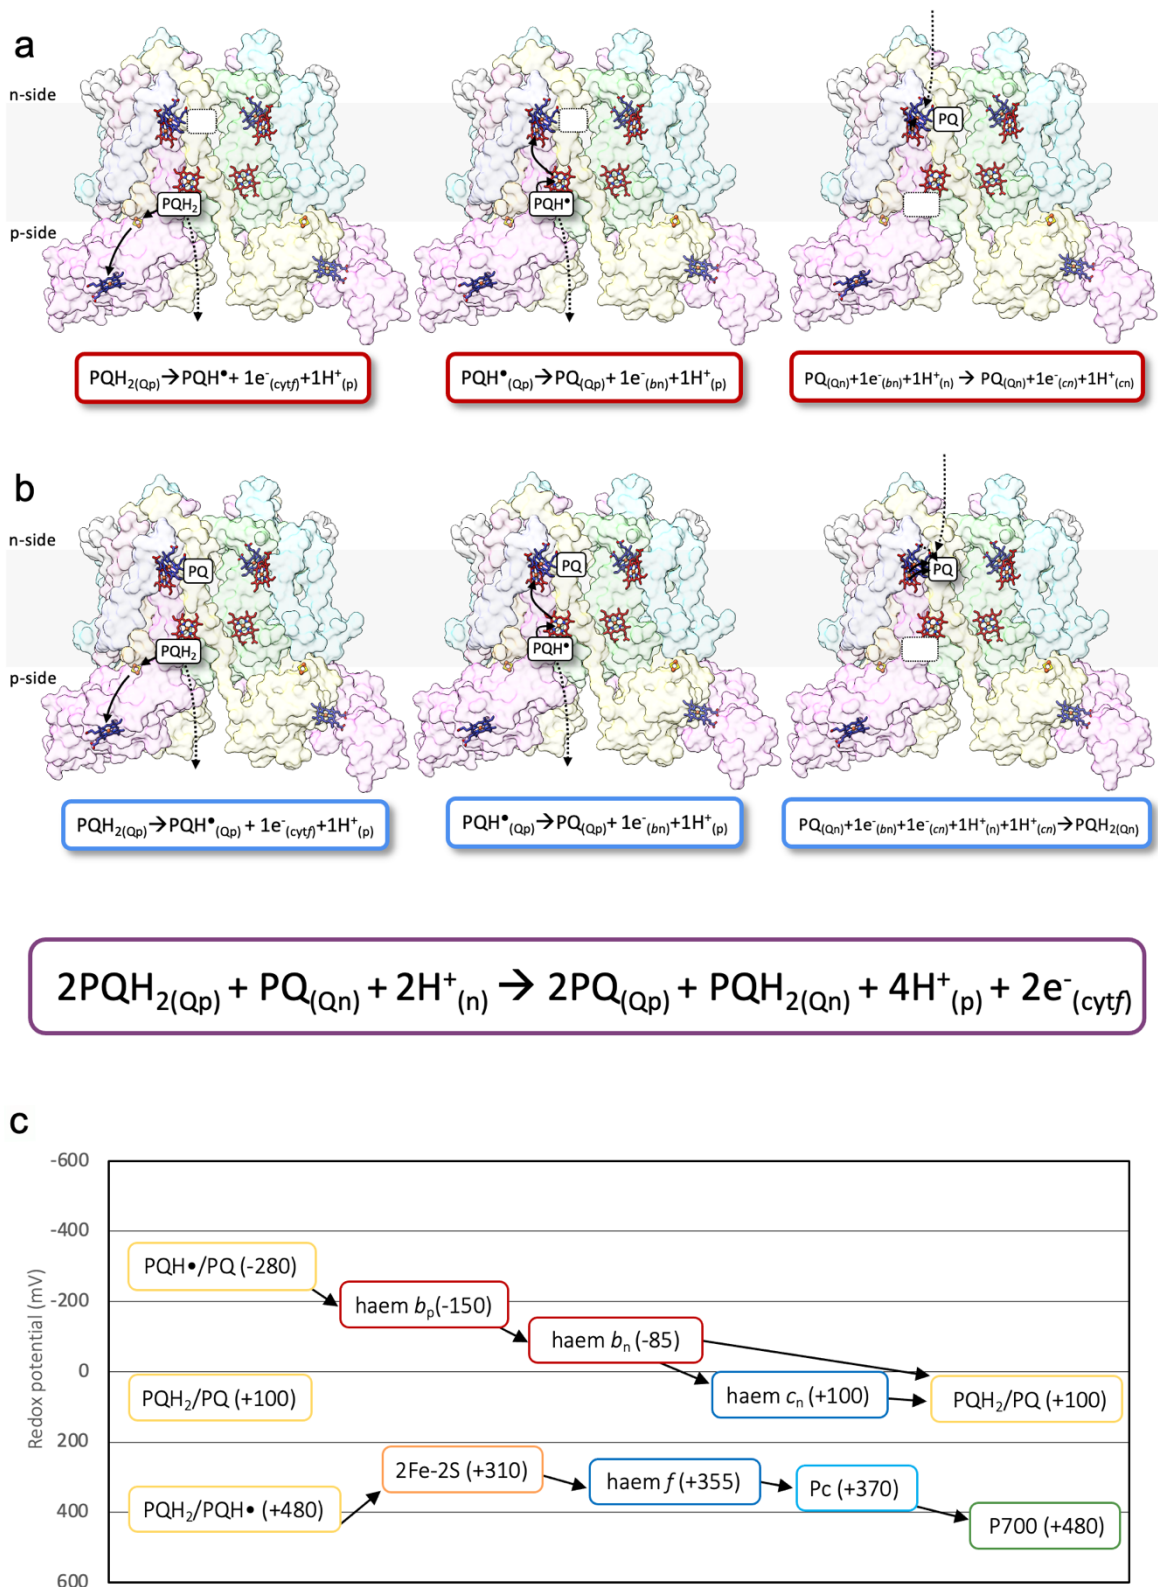 a
n-side
PQ
PQH₂
PQH•
p-side
PQH₂₍Qp₎→PQH•+ 1e⁻(cytf)+1H⁺(p)
PQH•(Qp)→PQ(Qp)+ 1e⁻(bn)+1H⁺(p)
PQ(Qn)+1e⁻(bn)+1H⁺(n) → PQ(Qn)+1e⁻(cn)+1H⁺(cn)
b
n-side
PQ
PQ
PQ
PQH₂
PQH•
p-side
PQH₂(Qp)→PQH•(Qp) + 1e⁻(cytf)+1H⁺(p)
PQH•(Qp)→PQ(Qp)+ 1e⁻(bn)+1H⁺(p)
PQ(Qn)+1e⁻(bn)+1e⁻(cn)+1H⁺(n)+1H⁺(cn)→PQH₂(Qn)
2PQH₂(Qp) + PQ(Qn) + 2H⁺(n) → 2PQ(Qp) + PQH₂(Qn) + 4H⁺(p) + 2e⁻(cytf)
c
Redox potential (mV)
-600
-400
-200
0
200
400
600
PQH•/PQ (-280)
haem bp(-150)
haem bn (-85)
haem cn (+100)
PQH₂/PQ (+100)
PQH₂/PQ (+100)
2Fe-2S (+310)
haem f (+355)
Pc (+370)
PQH₂/PQH• (+480)
P700 (+480)